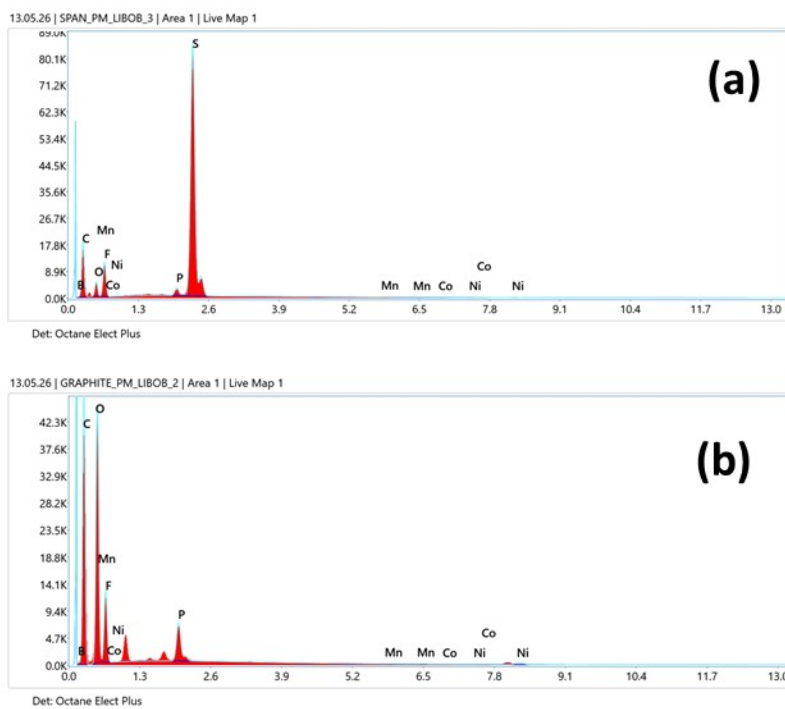 13.05.26 | SPAN_PM_LIBOB_3 | Area 1 | Live Map 1
89.0K
(a)
S
80.1K
71.2K
62.3K
53.4K
44.5K
35.6K
26.7K
Mn
17.8K
C
F
Co
8.9K
Ni
O
P
B
Co
Mn
Mn
Co
Ni
Ni
0.0K
0.0
1.3
2.6
3.9
5.2
6.5
7.8
9.1
10.4
11.7
13.0
Det: Octane Elect Plus
13.05.26 | GRAPHITE_PM_LIBOB_2 | Area 1 | Live Map 1
(b)
O
42.3K
C
37.6K
32.9K
28.2K
23.5K
18.8K
Mn
14.1K
F
9.4K
P
Ni
Co
4.7K
B
Co
Mn
Mn
Co
Ni
Ni
0.0K
0.0
1.3
2.6
3.9
5.2
6.5
7.8
9.1
10.4
11.7
13.0
Det: Octane Elect Plus